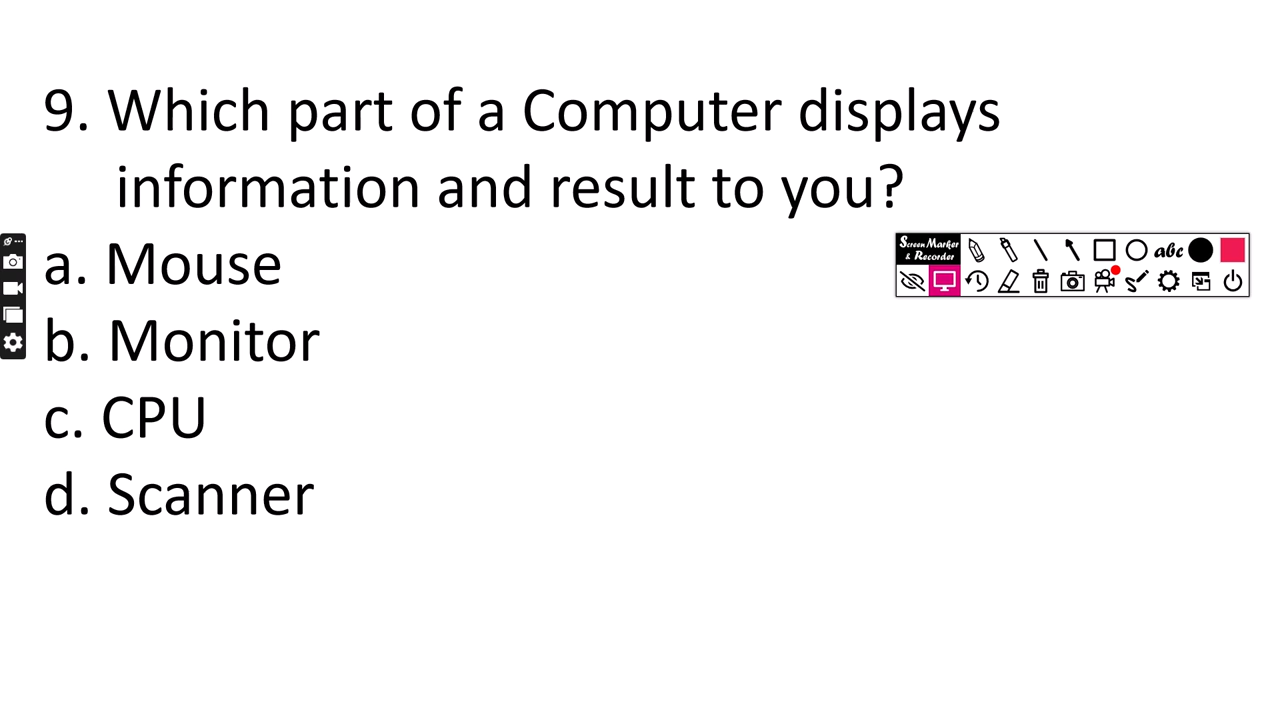 9. Which part of a Computer displays
information and result to you?
a. Mouse
b. Monitor
c. CPU
d. Scanner
Screen Marker
& Recorder
abc